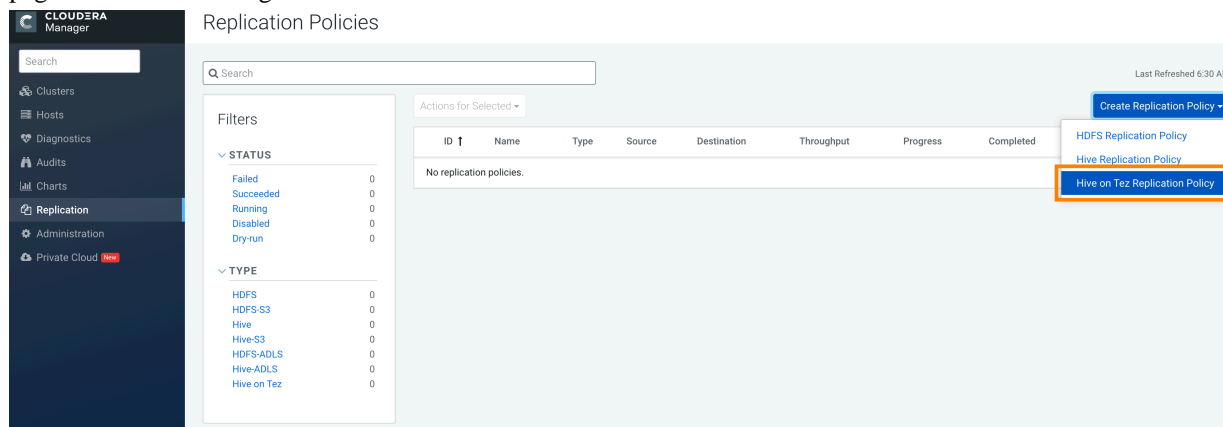 CLOUDERA
Manager
Search
Clusters
Hosts
Diagnostics
Audits
Charts
Replication
Administration
Private Cloud New
Replication Policies
Search
Last Refreshed 6:30 A
Filters
STATUS
Failed 0
Succeeded 0
Running 0
Disabled 0
Dry-run 0
TYPE
HDFS 0
HDFS-S3 0
Hive 0
Hive-S3 0
HDFS-ADLS 0
Hive-ADLS 0
Hive on Tez 0
Actions for Selected
Create Replication Policy
ID Name Type Source Destination Throughput Progress Completed
No replication policies.
HDFS Replication Policy
Hive Replication Policy
Hive on Tez Replication Policy